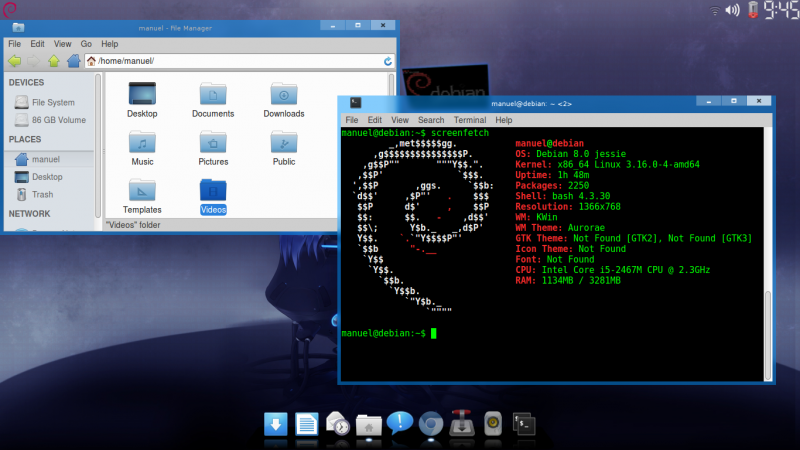 9:45
manuel - File Manager
File Edit View Go Help
/home/manuel/
DEVICES
File System
86 GB Volume
PLACES
manuel
Desktop
Trash
NETWORK
Desktop Documents Downloads
Music Pictures Public
Templates Videos
"Videos" folder
debian
manuel@debian: ~ <2>
File Edit View Search Terminal Help
manuel@debian:~$ screenfetch
manuel@debian
OS: Debian 8.0 jessie
Kernel: x86_64 Linux 3.16.0-4-amd64
Uptime: 1h 48m
Packages: 2250
Shell: bash 4.3.30
Resolution: 1366x768
WM: KWin
WM Theme: Aurorae
GTK Theme: Not Found [GTK2], Not Found [GTK3]
Icon Theme: Not Found
Font: Not Found
CPU: Intel Core i5-2467M CPU @ 2.3GHz
RAM: 1134MB / 3281MB
manuel@debian:~$